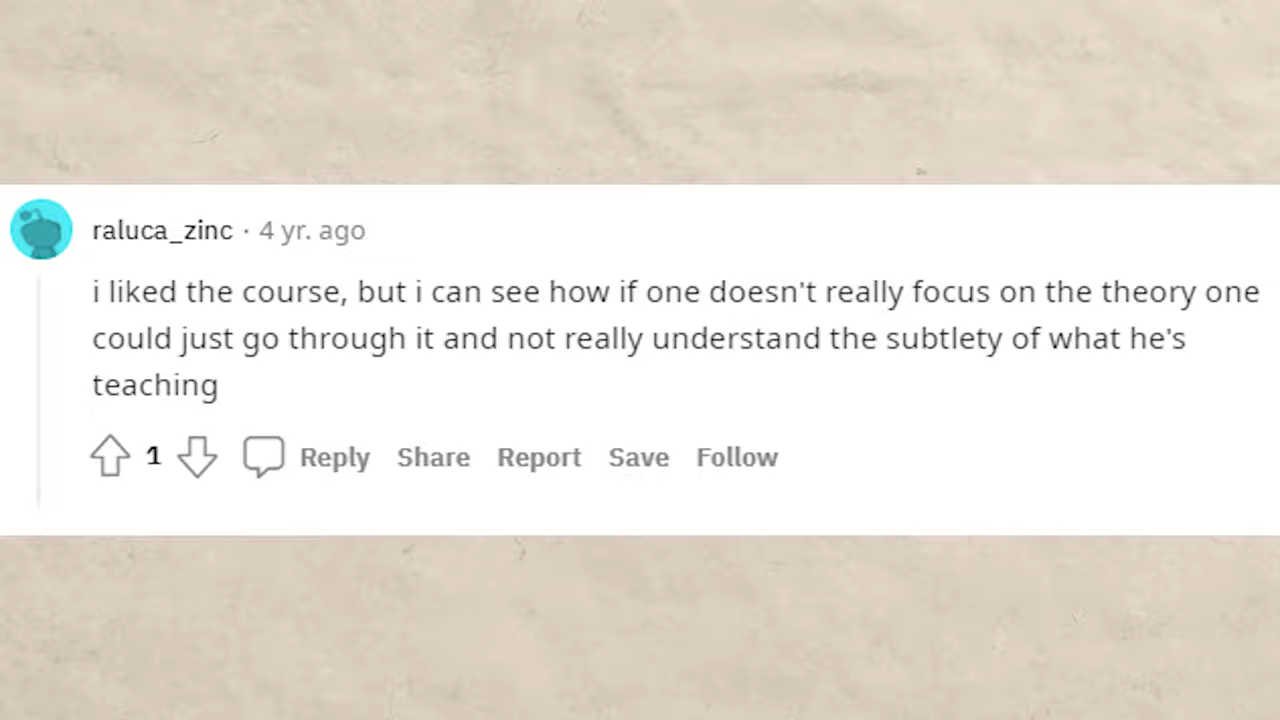 raluca_zinc · 4 yr. ago
i liked the course, but i can see how if one doesn't really focus on the theory one
could just go through it and not really understand the subtlety of what he's
teaching
1 Reply Share Report Save Follow